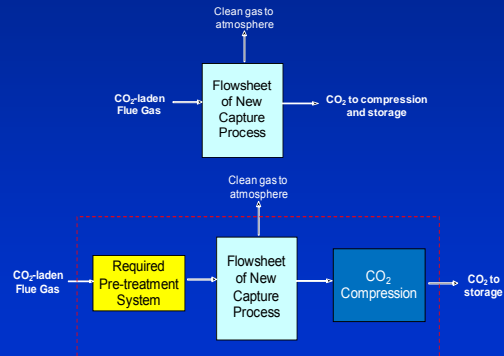 Clean gas to
atmosphere
CO₂-laden
Flue Gas
Flowsheet
of New
Capture
Process
CO₂ to compression
and storage
Clean gas to
atmosphere
CO₂-laden
Flue Gas
Required
Pre-treatment
System
Flowsheet
of New
Capture
Process
CO₂
Compression
CO₂ to
storage